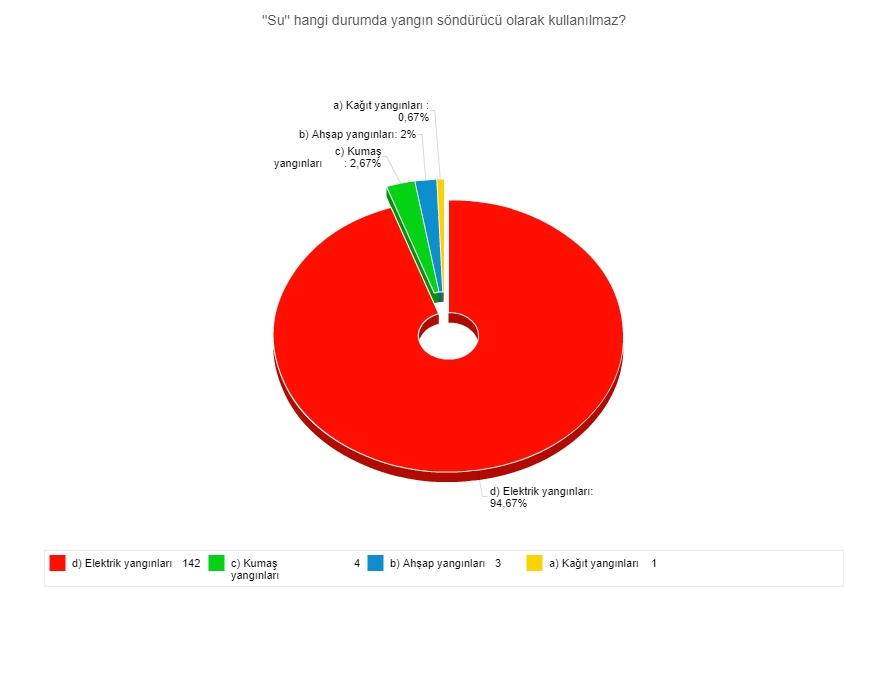 "Su" hangi durumda yangın söndürücü olarak kullanılmaz?
a) Kağıt yangınları :
0,67%
b) Ahşap yangınları: 2%
c) Kumaş
yangınları : 2,67%
d) Elektrik yangınları:
94,67%
d) Elektrik yangınları 142
c) Kumaş
yangınları 4
b) Ahşap yangınları 3
a) Kağıt yangınları 1